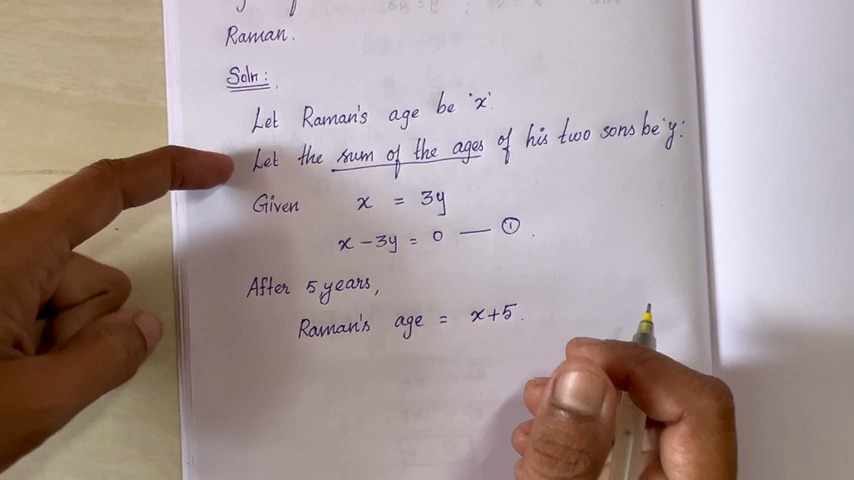 Raman.
Soln:
Let Raman's age be 'x'.
Let the sum of the ages of his two sons be 'y'.
Given x = 3y
x - 3y = 0 — ①.
After 5 years,
Raman's age = x+5.